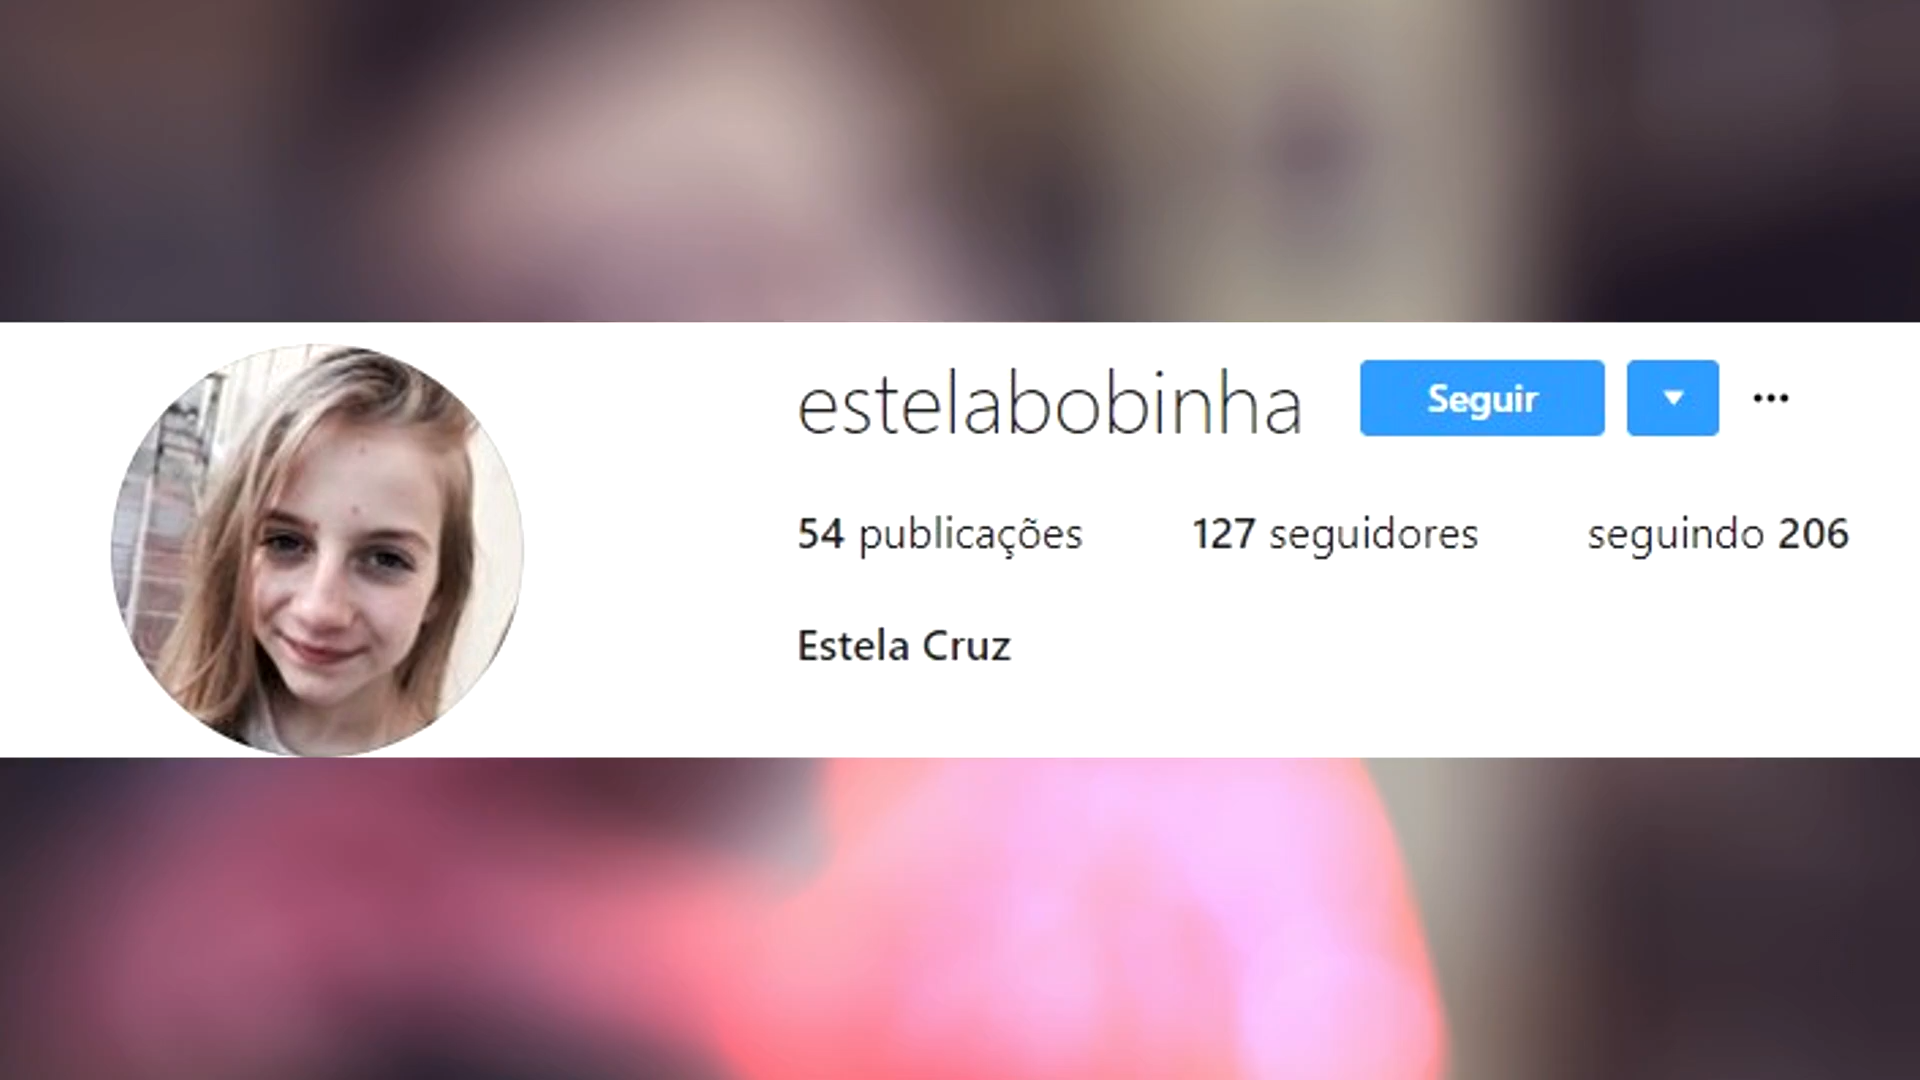 estelabobinha Seguir
54 publicações 127 seguidores seguindo 206
Estela Cruz